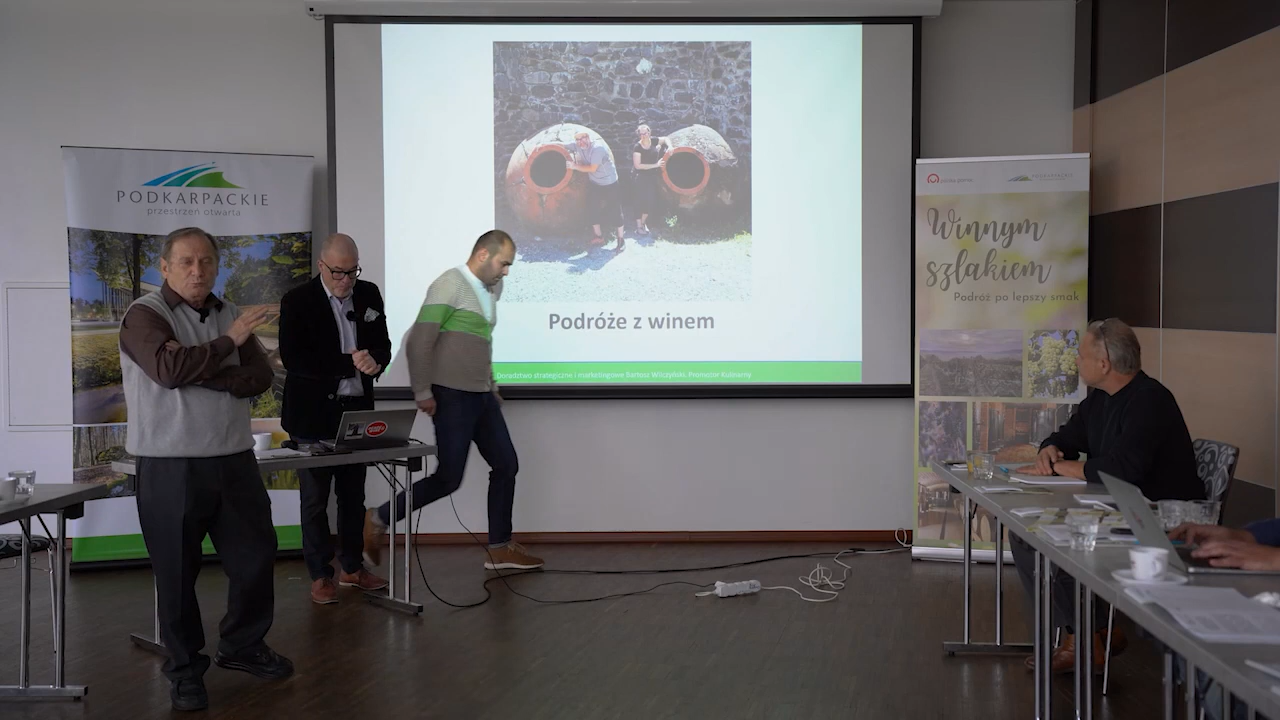 PODKARPACKIE
przestrzeń otwarta
Podróże z winem
Doradztwo strategiczne i marketingowe Bartosz Wilczyński Promotor Kulinarny
Winnym
szlakiem
Podróż po lepszy smak